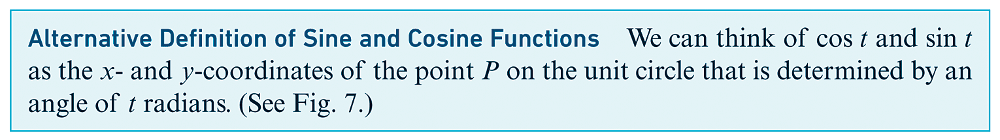 Alternative Definition of Sine and Cosine Functions We can think of cos t and sin t
as the x- and y-coordinates of the point P on the unit circle that is determined by an
angle of t radians. (See Fig. 7.)